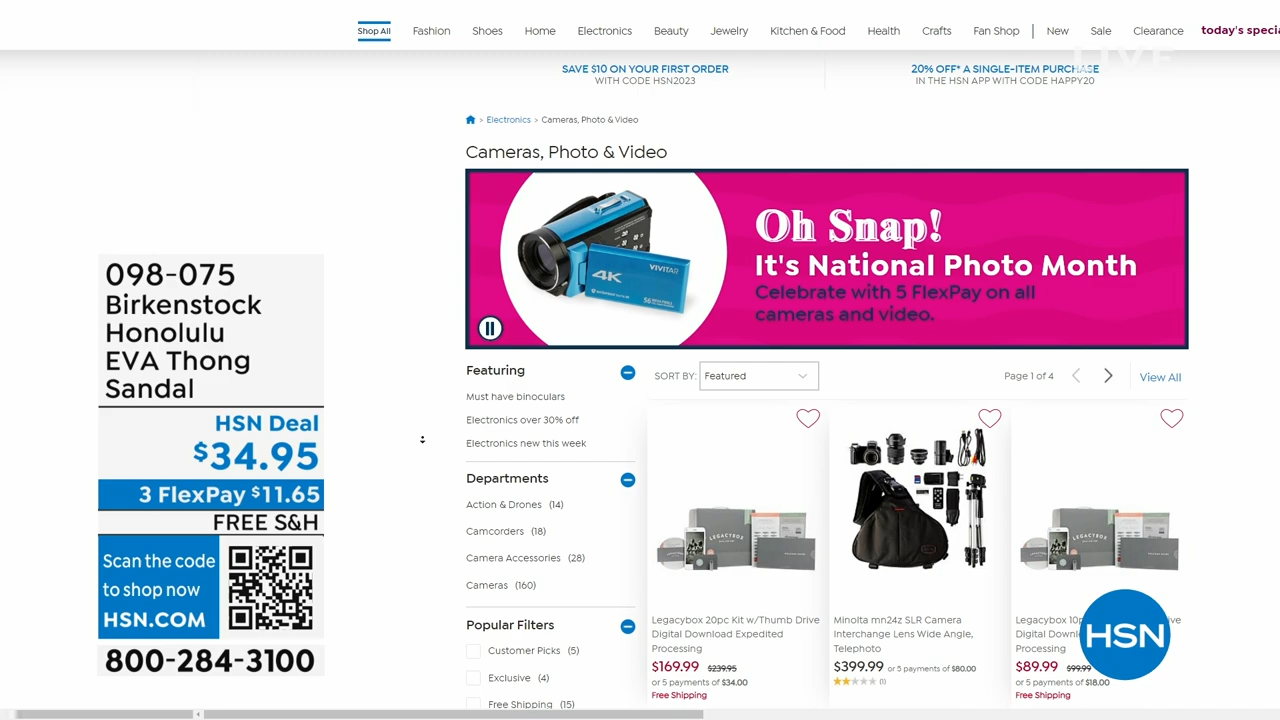 Shop All Fashion Shoes Home Electronics Beauty Jewelry Kitchen & Food Health Crafts Fan Shop New Sale Clearance today's specia
LIVE
SAVE $10 ON YOUR FIRST ORDER
WITH CODE HSN2023
20% OFF* A SINGLE-ITEM PURCHASE
IN THE HSN APP WITH CODE HAPPY20
> Electronics > Cameras, Photo & Video
Cameras, Photo & Video
4K
VIVITAR
56 MEGA PIXELS
Oh Snap!
It's National Photo Month
Celebrate with 5 FlexPay on all
cameras and video.
098-075
Birkenstock
Honolulu
EVA Thong
Sandal
HSN Deal
$34.95
3 FlexPay $11.65
FREE S&H
Scan the code
to shop now
HSN.COM
800-284-3100
Featuring
Must have binoculars
Electronics over 30% off
Electronics new this week
Departments
Action & Drones (14)
Camcorders (18)
Camera Accessories (28)
Cameras (160)
Popular Filters
Customer Picks (5)
Exclusive (4)
Free Shipping (15)
SORT BY: Featured
Page 1 of 4
View All
LEGACYBOX
Legacybox 20pc Kit w/Thumb Drive
Digital Download Expedited
Processing
$169.99 $239.95
or 5 payments of $34.00
Free Shipping
Minolta mn24z SLR Camera
Interchange Lens Wide Angle,
Telephoto
$399.99 or 5 payments of $80.00
(1)
LEGACYBOX
Legacybox
Digital
Processing
$89.99 $99.99
or 5 payments of $18.00
Free Shipping
HSN